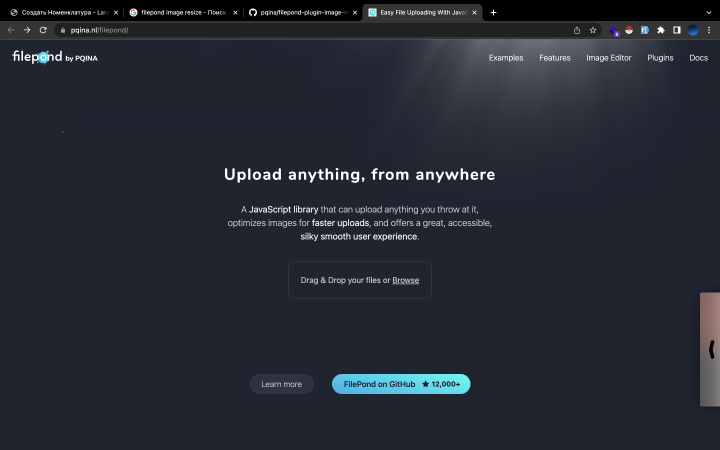 Создать Номенклатура - Lara
filepond image resize - Поиск
pqina/filepond-plugin-image-r
Easy File Uploading With JavaS
pqina.nl/filepond/
filepond by PQINA
Examples
Features
Image Editor
Plugins
Docs
Upload anything, from anywhere
A JavaScript library that can upload anything you throw at it,
optimizes images for faster uploads, and offers a great, accessible,
silky smooth user experience.
Drag & Drop your files or Browse
Learn more
FilePond on GitHub ★ 12,000+